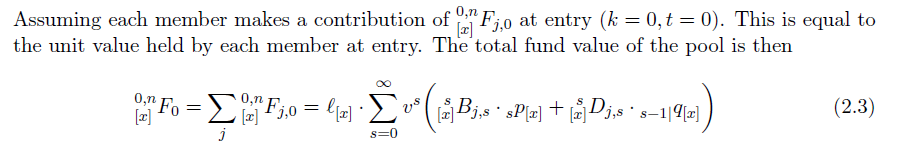 Assuming each member makes a contribution of $^{0,n}_{[x]}F_{j,0}$ at entry ($k = 0, t = 0$). This is equal to
the unit value held by each member at entry. The total fund value of the pool is then
$^{0,n}_{[x]}F_0 = \sum_j {}^{0,n}_{[x]}F_{j,0} = \ell_{[x]} \cdot \sum_{s=0}^{\infty} v^s \left( {}^{s}_{[x]}B_{j,s} \cdot {}_{s}p_{[x]} + {}^{s}_{[x]}D_{j,s} \cdot {}_{s-1|}q_{[x]} \right)$ (2.3)